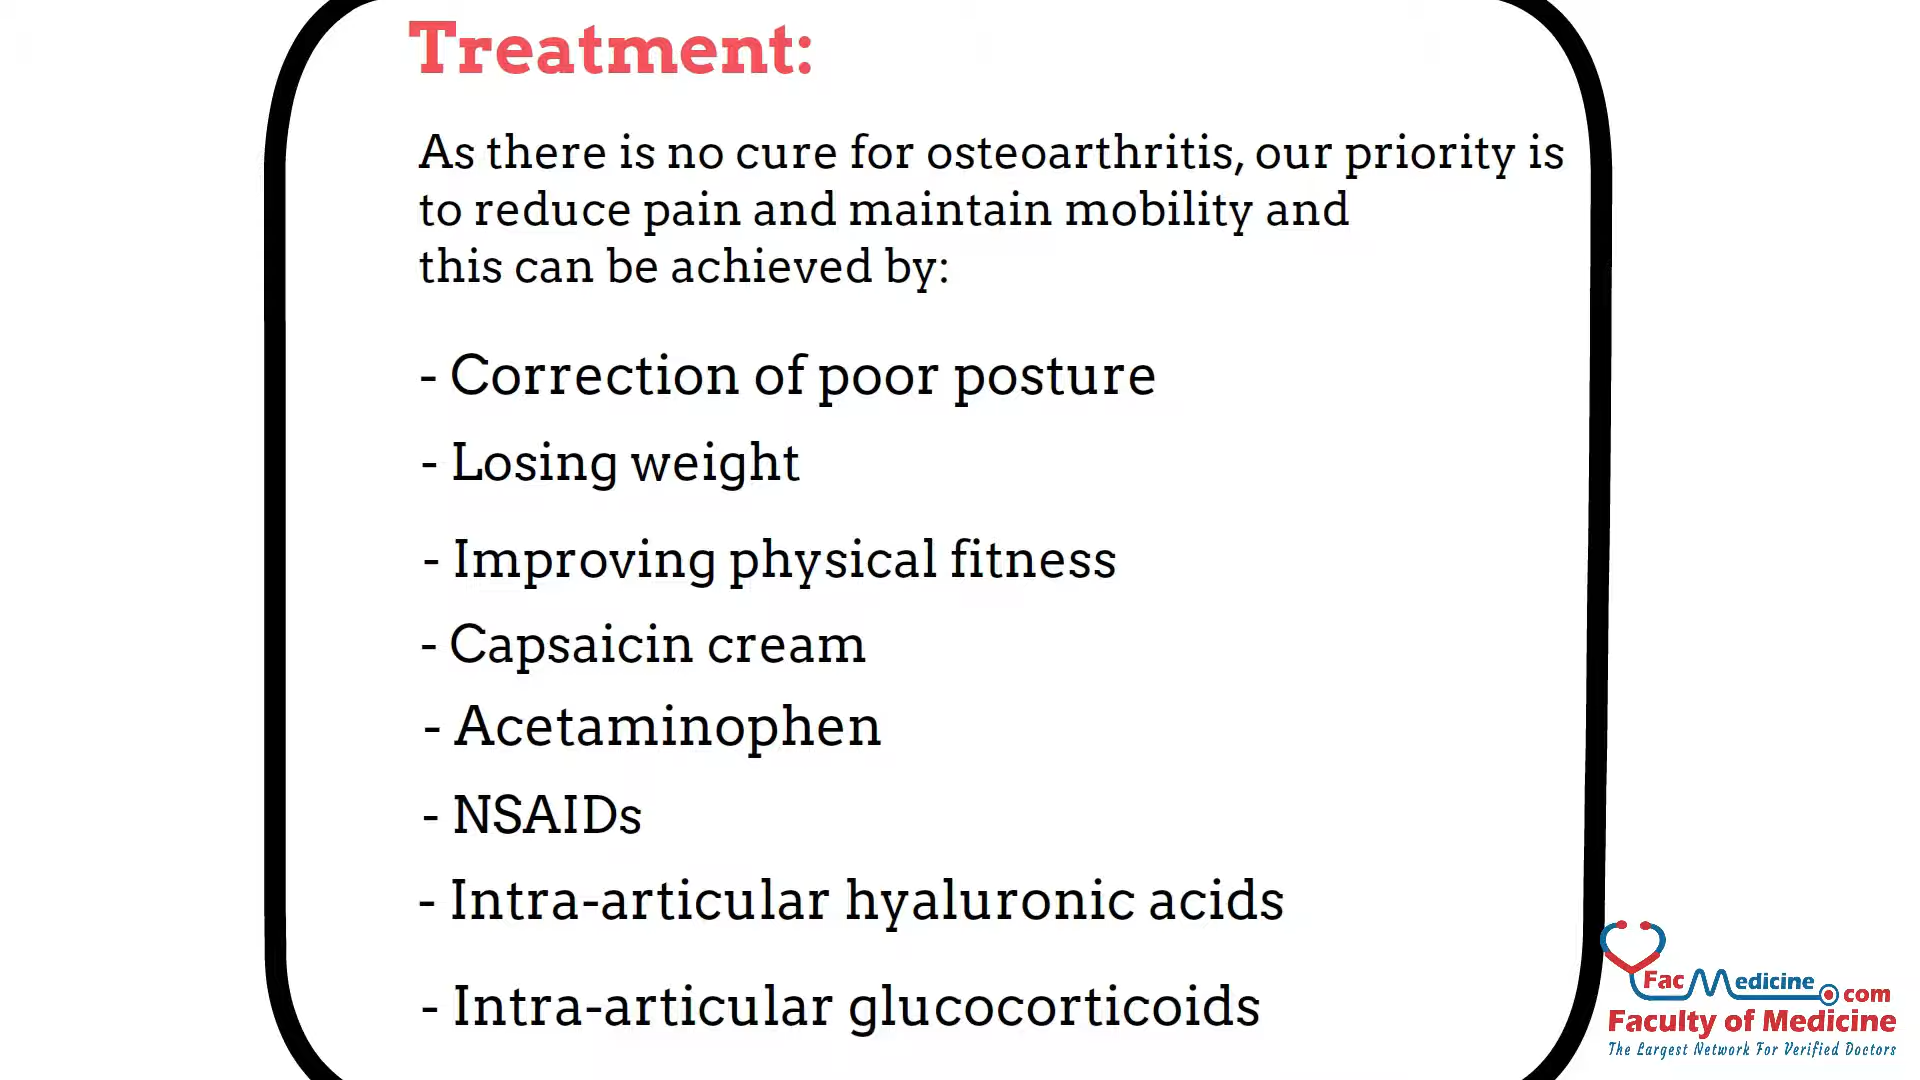 Treatment:
As there is no cure for osteoarthritis, our priority is
to reduce pain and maintain mobility and
this can be achieved by:
- Correction of poor posture
- Losing weight
- Improving physical fitness
- Capsaicin cream
- Acetaminophen
- NSAIDs
- Intra-articular hyaluronic acids
- Intra-articular glucocorticoids
Fac Medicine .com
Faculty of Medicine
The Largest Network For Verified Doctors